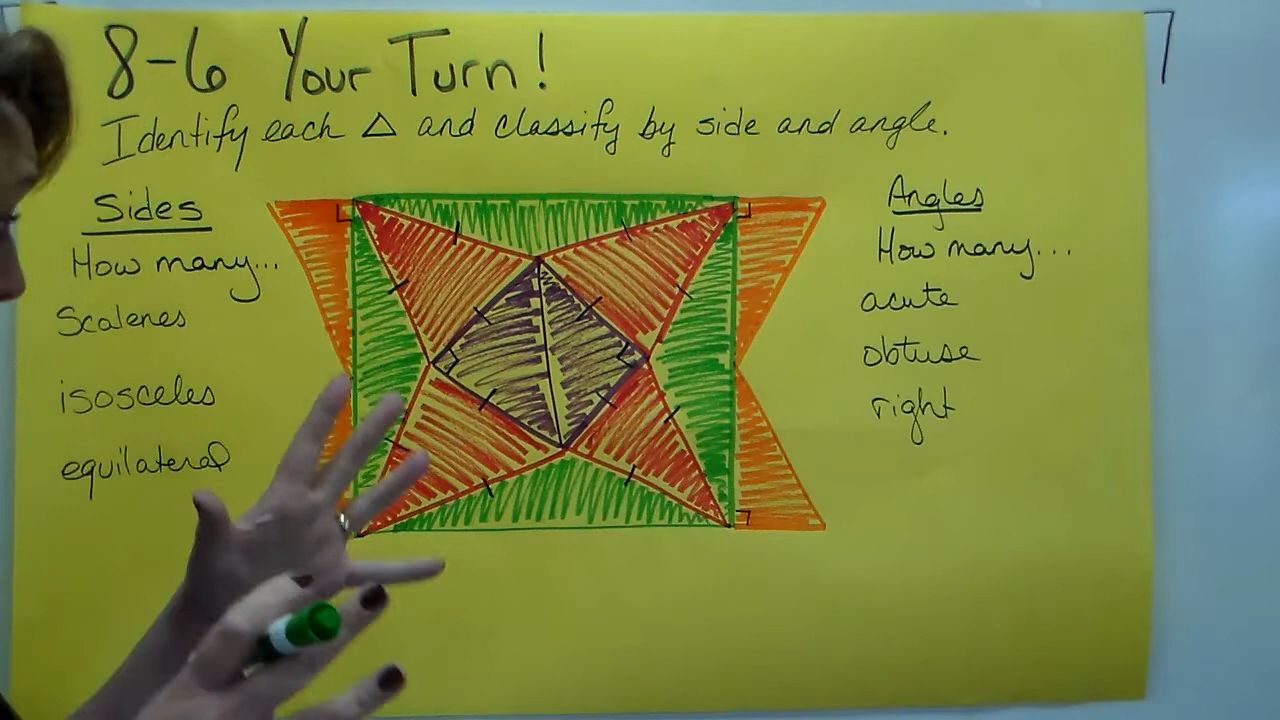 8-6 Your Turn!
Identify each △ and classify by side and angle.
Sides
How many...
Scalenes
isosceles
equilateral
Angles
How many...
acute
obtuse
right